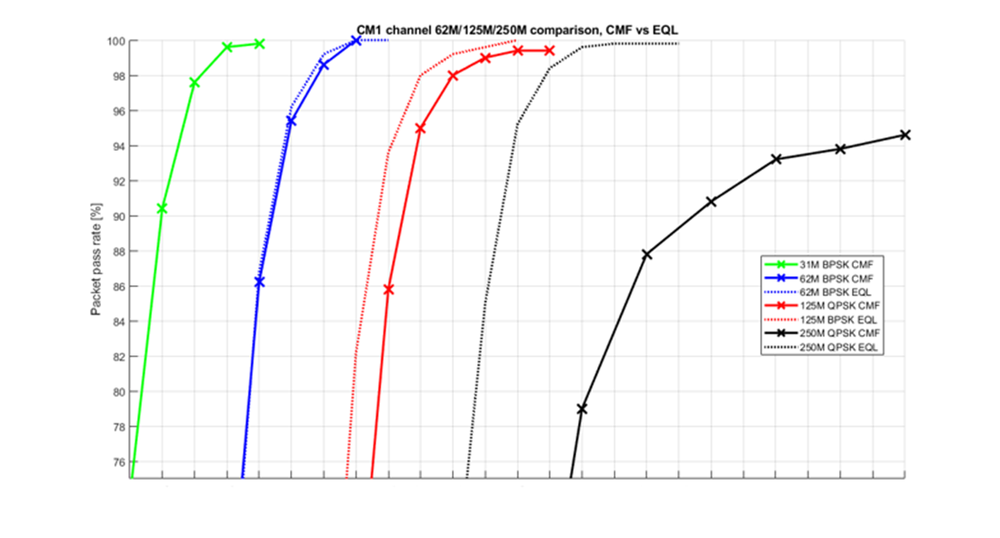 CM1 channel 62M/125M/250M comparison, CMF vs EQL
Packet pass rate [%]
100
98
96
94
92
90
88
86
84
82
80
78
76
31M BPSK CMF
62M BPSK CMF
62M BPSK EQL
125M QPSK CMF
125M BPSK EQL
250M QPSK CMF
250M QPSK EQL